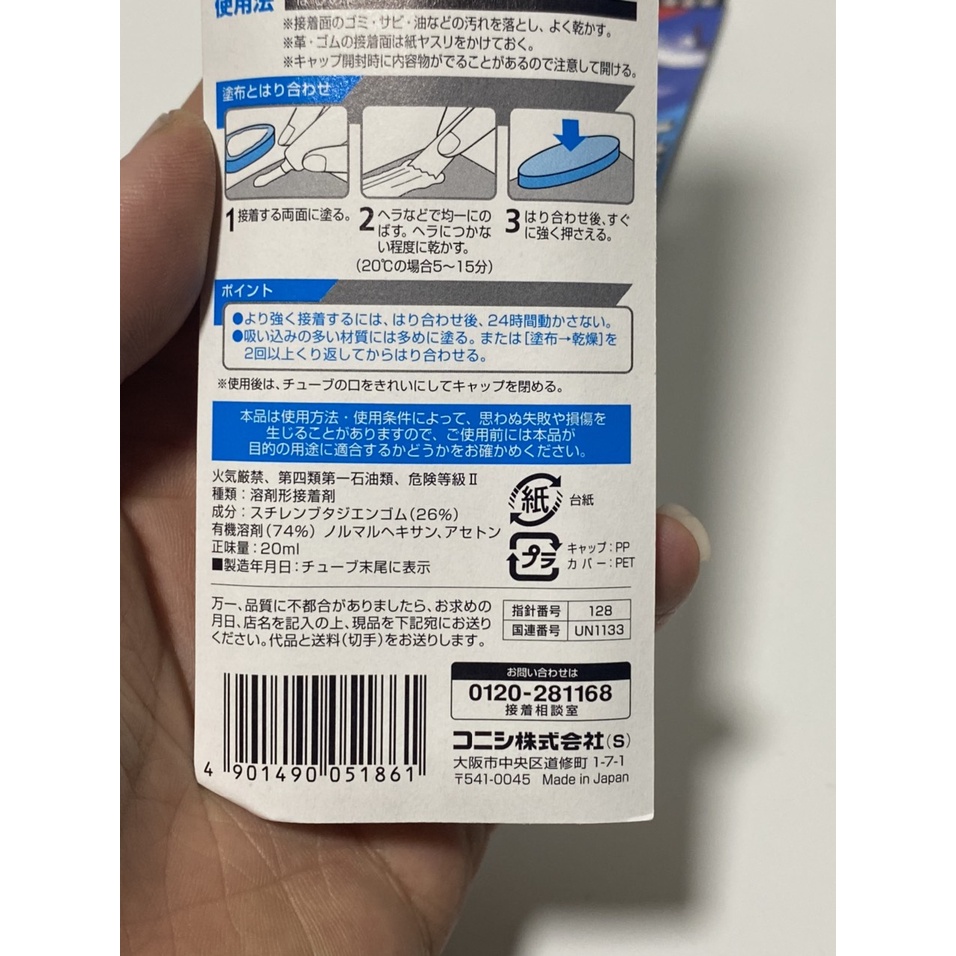 使用法
※接着面のゴミ・サビ・油などの汚れを落とし、よく乾かす。
※革・ゴムの接着面は紙ヤスリをかけておく。
※キャップ開封時に内容物がでることがあるので注意して開ける。
塗布とはり合わせ
1 接着する両面に塗る。
2 ヘラなどで均一にの
ばす。ヘラにつかな
い程度に乾かす。
(20℃の場合5〜15分)
3 はり合わせ後、すぐ
に強く押さえる。
ポイント
●より強く接着するには、はり合わせ後、24時間動かさない。
●吸い込みの多い材質には多めに塗る。または[塗布→乾燥]を
2回以上くり返してからはり合わせる。
※使用後は、チューブの口をきれいにしてキャップを閉める。
本品は使用方法・使用条件によって、思わぬ失敗や損傷を
生じることがありますので、ご使用前には本品が
目的の用途に適合するかどうかをお確かめください。
火気厳禁、第四類第一石油類、危険等級Ⅱ
種類：溶剤形接着剤
成分：スチレンブタジエンゴム(26%)
有機溶剤(74%) ノルマルヘキサン、アセトン
正味量：20ml
■製造年月日：チューブ末尾に表示
紙 台紙
プラ キャップ：PP
カバー：PET
万一、品質に不都合がありましたら、お求めの
月日、店名を記入の上、現品を下記宛にお送り
ください。代品と送料(切手)をお送りします。
指針番号 128
国連番号 UN1133
お問い合わせは
0120-281168
接着相談室
コニシ株式会社(S)
大阪市中央区道修町 1-7-1
〒541-0045 Made in Japan
4 901490 051861